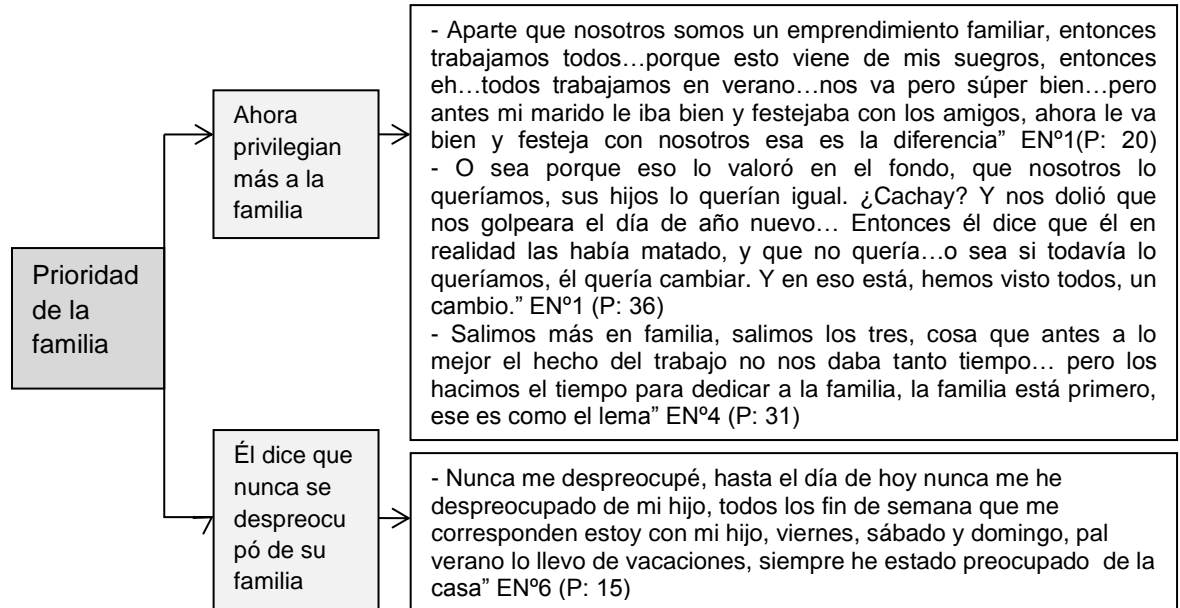 Prioridad
de la
familia
Ahora
privilegian
más a la
familia
- Aparte que nosotros somos un emprendimiento familiar, entonces
trabajamos todos…porque esto viene de mis suegros, entonces
eh…todos trabajamos en verano…nos va pero súper bien…pero
antes mi marido le iba bien y festejaba con los amigos, ahora le va
bien y festeja con nosotros esa es la diferencia” ENº1(P: 20)
- O sea porque eso lo valoró en el fondo, que nosotros lo
queríamos, sus hijos lo querían igual. ¿Cachay? Y nos dolió que
nos golpeara el día de año nuevo… Entonces él dice que él en
realidad las había matado, y que no quería…o sea si todavía lo
queríamos, él quería cambiar. Y en eso está, hemos visto todos, un
cambio.” ENº1 (P: 36)
- Salimos más en familia, salimos los tres, cosa que antes a lo
mejor el hecho del trabajo no nos daba tanto tiempo… pero los
hacimos el tiempo para dedicar a la familia, la familia está primero,
ese es como el lema” ENº4 (P: 31)
Él dice que
nunca se
despreocu
pó de su
familia
- Nunca me despreocupé, hasta el día de hoy nunca me he
despreocupado de mi hijo, todos los fin de semana que me
corresponden estoy con mi hijo, viernes, sábado y domingo, pal
verano lo llevo de vacaciones, siempre he estado preocupado de la
casa” ENº6 (P: 15)